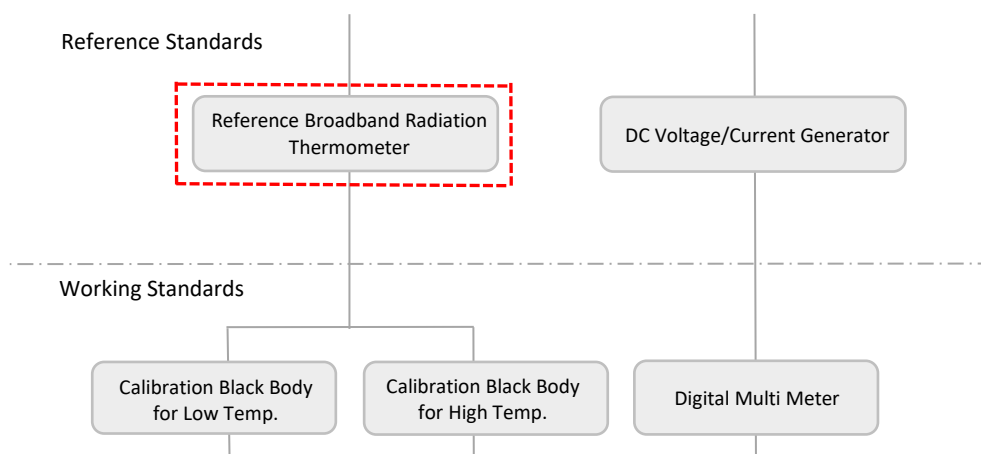 Reference Standards
Reference Broadband Radiation
Thermometer
DC Voltage/Current Generator
Working Standards
Calibration Black Body
for Low Temp.
Calibration Black Body
for High Temp.
Digital Multi Meter